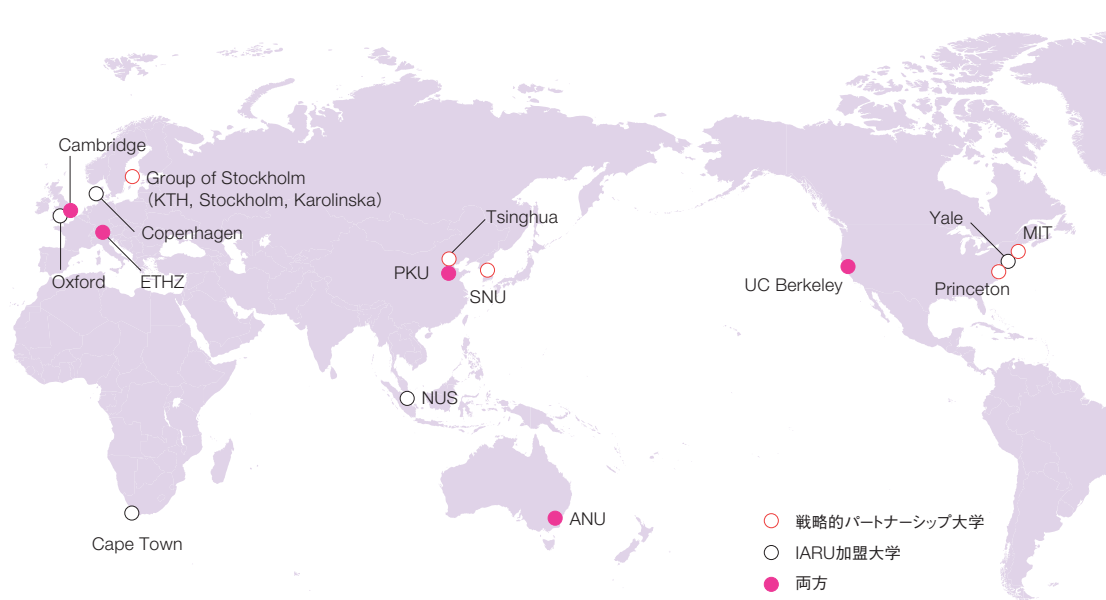 Cambridge
Group of Stockholm
（KTH, Stockholm, Karolinska）
Copenhagen
Oxford
ETHZ
Tsinghua
PKU
SNU
NUS
ANU
Cape Town
Yale
MIT
UC Berkeley
Princeton
戦略的パートナーシップ大学
IARU加盟大学
両方